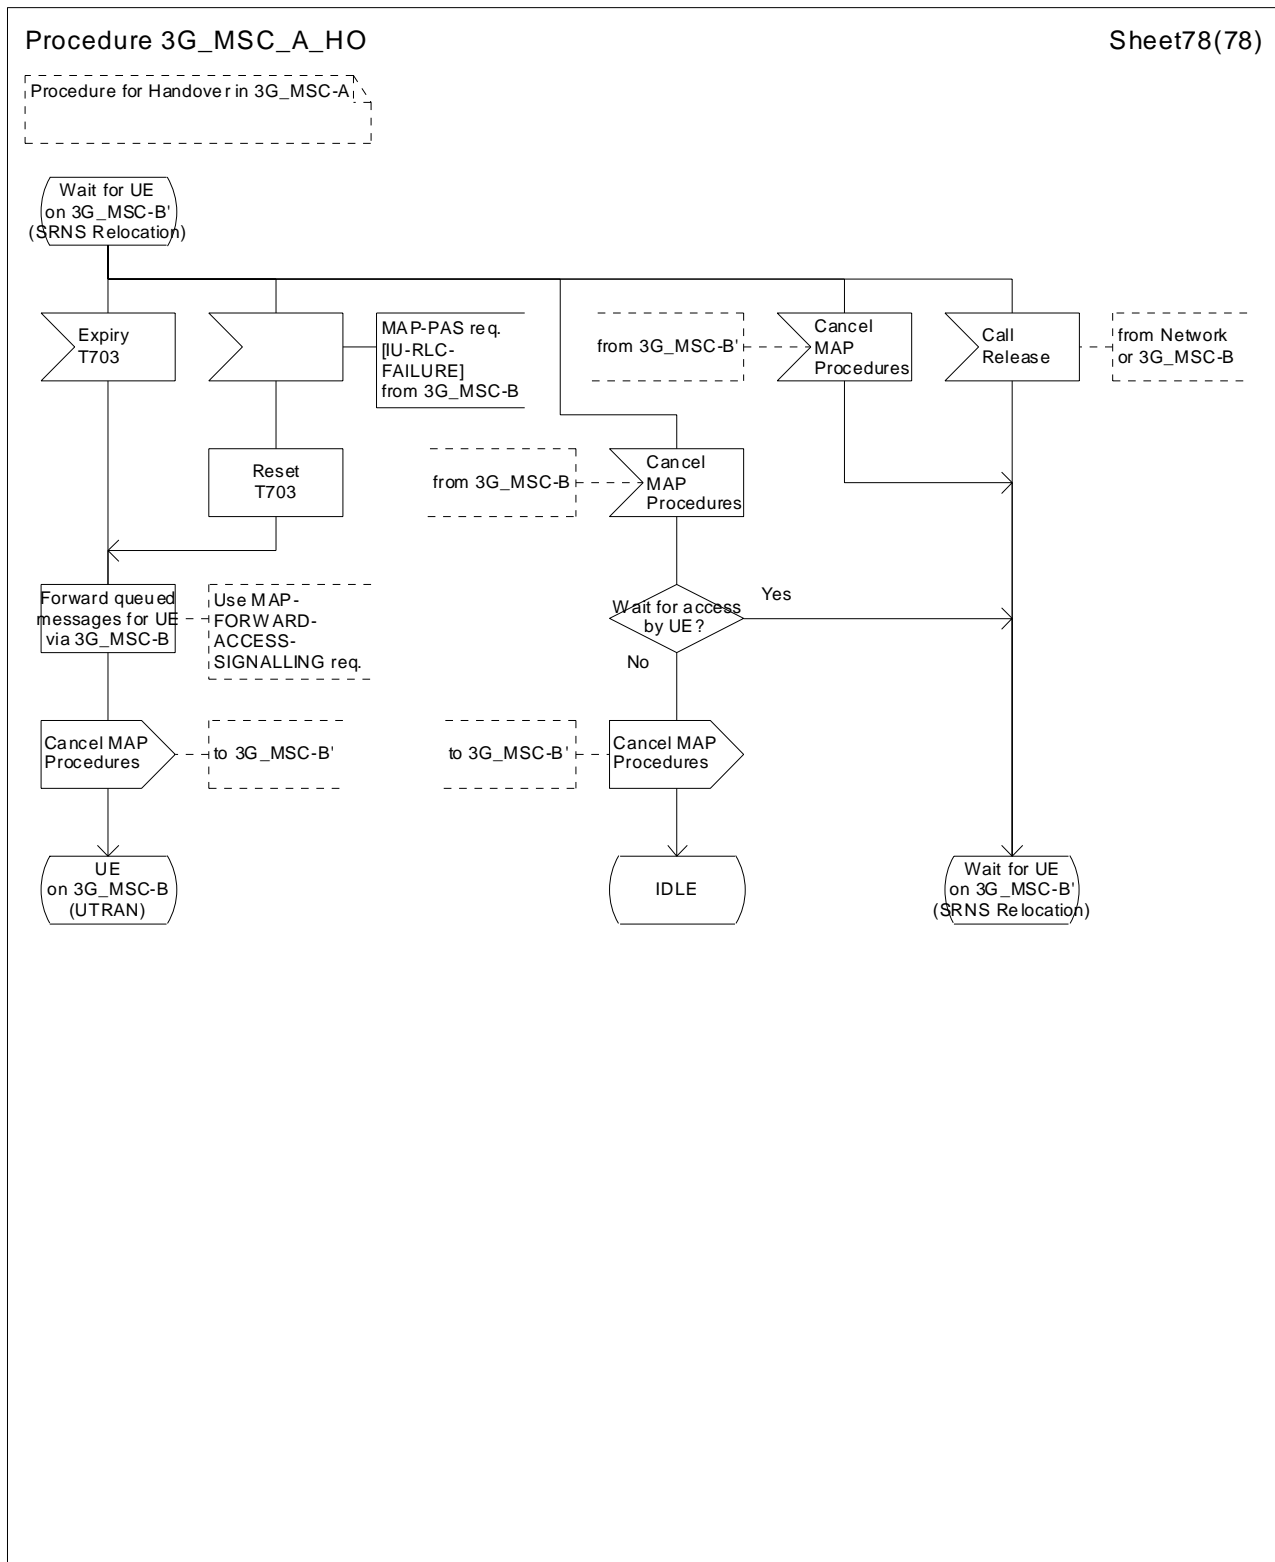 Procedure 3G_MSC_A_HO
Sheet78(78)
Procedure for Handover in 3G_MSC-A
Wait for UE
on 3G_MSC-B'
(SRNS Relocation)
Expiry
T703
MAP-PAS req.
[IU-RLC-
FAILURE]
from 3G_MSC-B
from 3G_MSC-B'
Cancel
MAP
Procedures
Call
Release
from Network
or 3G_MSC-B
Reset
T703
from 3G_MSC-B
Cancel
MAP
Procedures
Forward queued
messages for UE
via 3G_MSC-B
Use MAP-
FORWARD-
ACCESS-
SIGNALLING req.
Wait for access
by UE?
Yes
No
Cancel MAP
Procedures
to 3G_MSC-B'
to 3G_MSC-B'
Cancel MAP
Procedures
UE
on 3G_MSC-B
(UTRAN)
IDLE
Wait for UE
on 3G_MSC-B'
(SRNS Relocation)